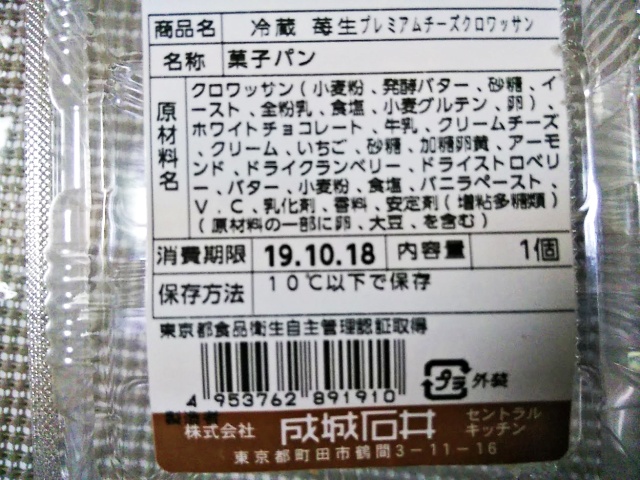 商品名 冷蔵 苺生プレミアムチーズクロワッサン
名称 菓子パン
原材料名
クロワッサン(小麦粉、発酵バター、砂糖、イ
ースト、全粉乳、食塩、小麦グルテン、卵)、
ホワイトチョコレート、牛乳、クリームチーズ
、クリーム、いちご、砂糖、加糖卵黄、アーモ
ンド、ドライクランベリー、ドライストロベリ
ー、バター、小麦粉、食塩、バニラペースト、
V.C、乳化剤、香料、安定剤(増粘多糖類)
(原材料の一部に卵、大豆、を含む)
消費期限 19.10.18 内容量 1個
保存方法 10℃以下で保存
東京都食品衛生自主管理認証取得
4 953762 891910
プラ 外装
製造者
株式会社 成城石井 セントラル
キッチン
東京都町田市鶴間3-11-16